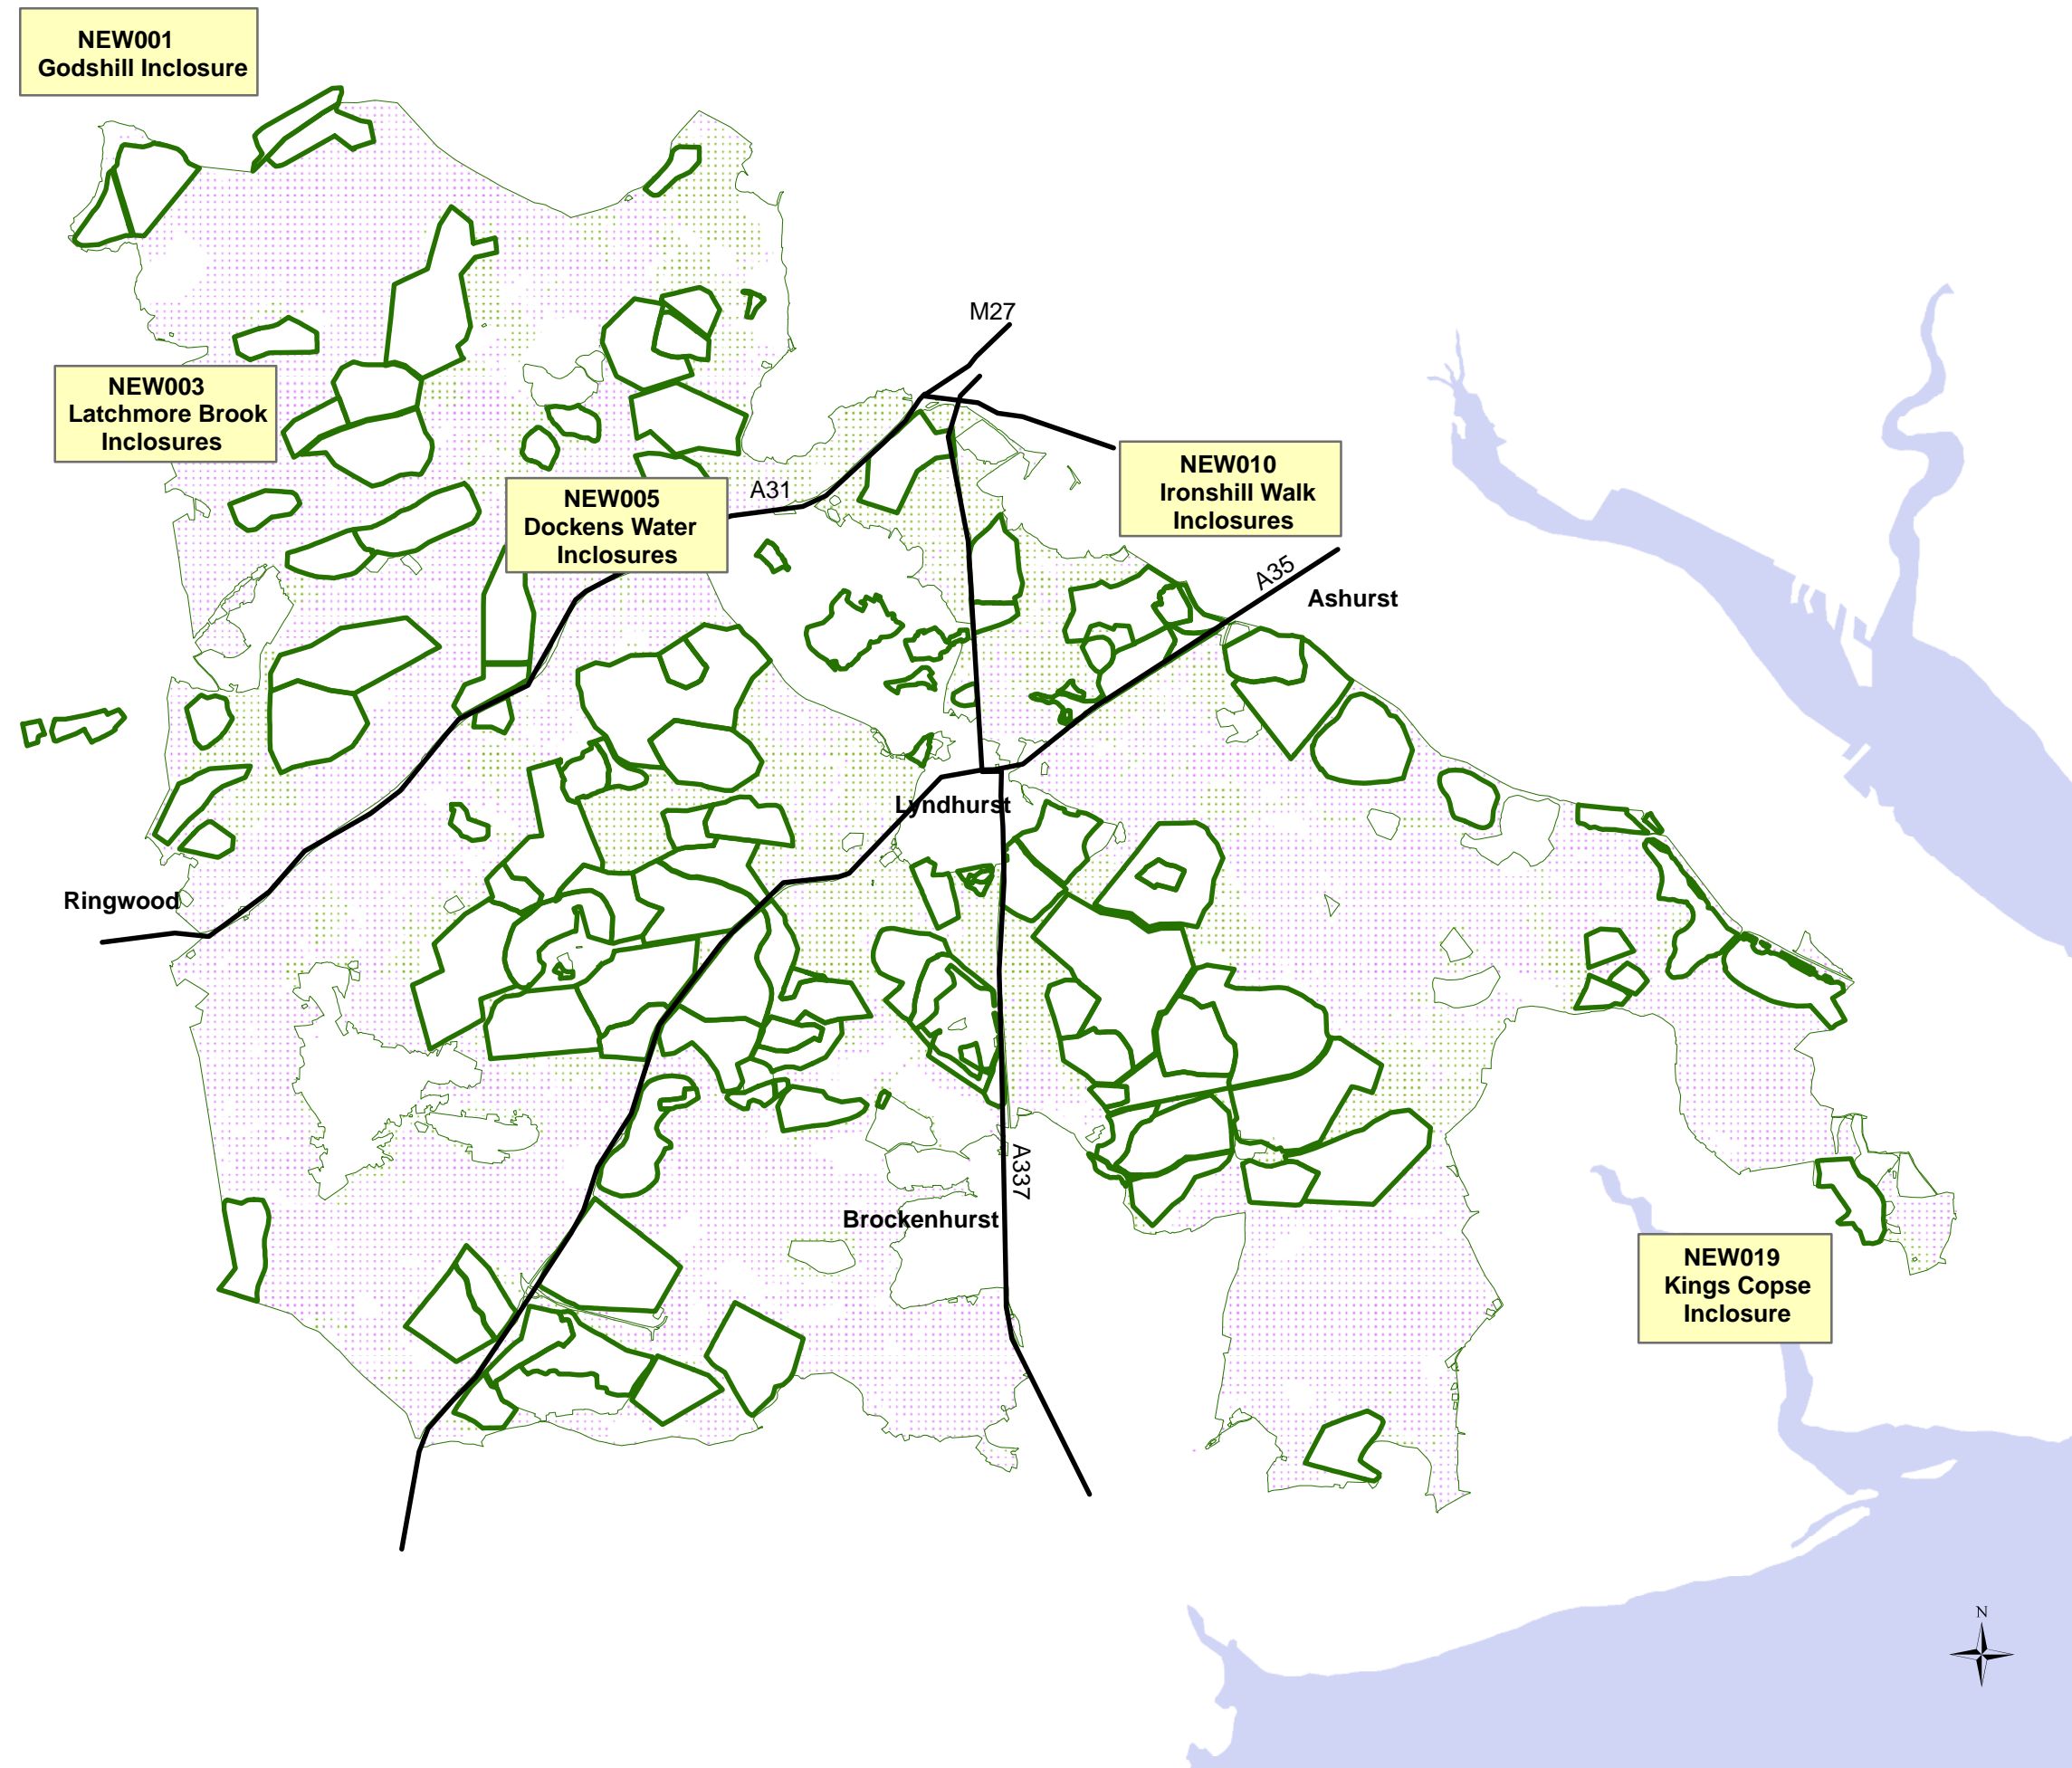 NEW001
Godshill Inclosure
M27
NEW003
Latchmore Brook
Inclosures
NEW010
Ironshill Walk
Inclosures
A31
NEW005
Dockens Water
Inclosures
A35
Ashurst
Lyndhurst
Ringwood
A337
Brockenhurst
NEW019
Kings Copse
Inclosure
N